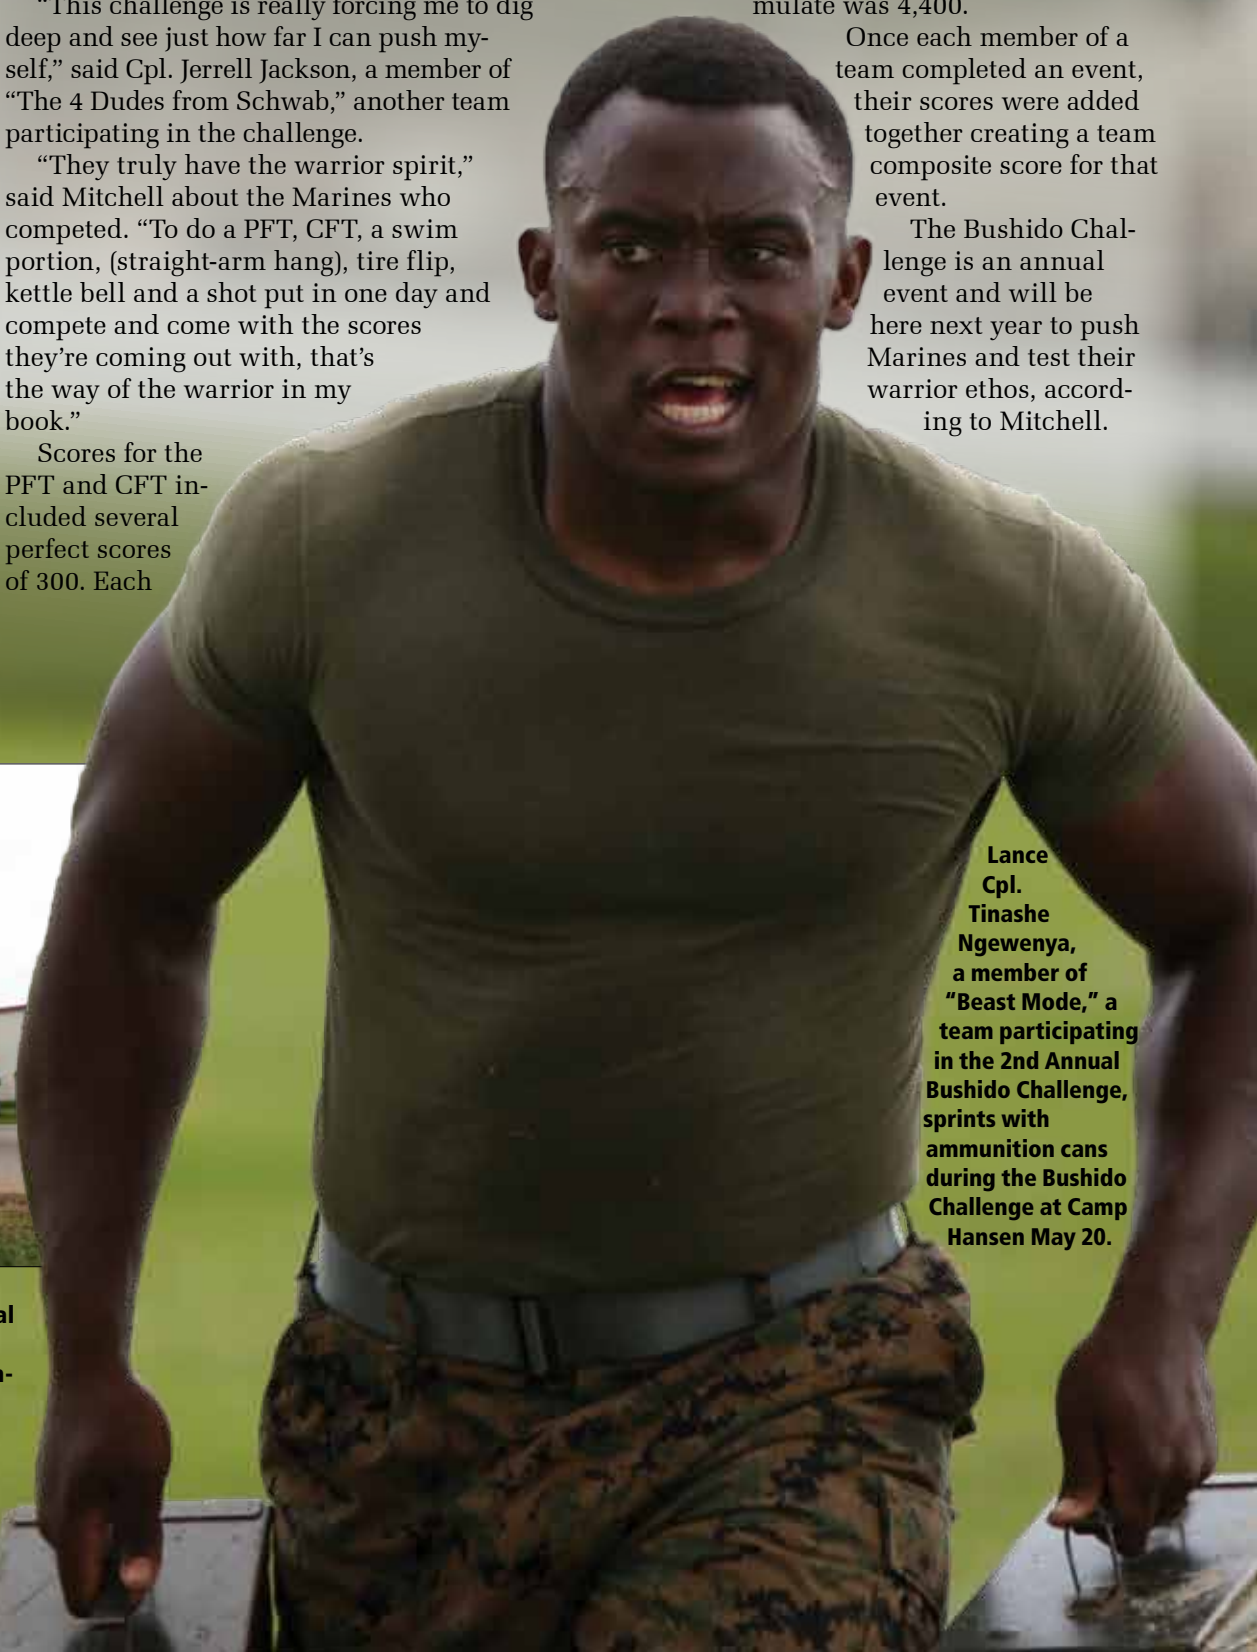 “This challenge is really forcing me to dig
deep and see just how far I can push my-
self,” said Cpl. Jerrell Jackson, a member of
“The 4 Dudes from Schwab,” another team
participating in the challenge.
“They truly have the warrior spirit,”
said Mitchell about the Marines who
competed. “To do a PFT, CFT, a swim
portion, (straight-arm hang), tire flip,
kettle bell and a shot put in one day and
compete and come with the scores
they’re coming out with, that’s
the way of the warrior in my
book.”
Scores for the
PFT and CFT in-
cluded several
perfect scores
of 300. Each
mulate was 4,400.
Once each member of a
team completed an event,
their scores were added
together creating a team
composite score for that
event.
The Bushido Chal-
lenge is an annual
event and will be
here next year to push
Marines and test their
warrior ethos, accord-
ing to Mitchell.
Lance
Cpl.
Tinashe
Ngewenya,
a member of
“Beast Mode,” a
team participating
in the 2nd Annual
Bushido Challenge,
sprints with
ammunition cans
during the Bushido
Challenge at Camp
Hansen May 20.